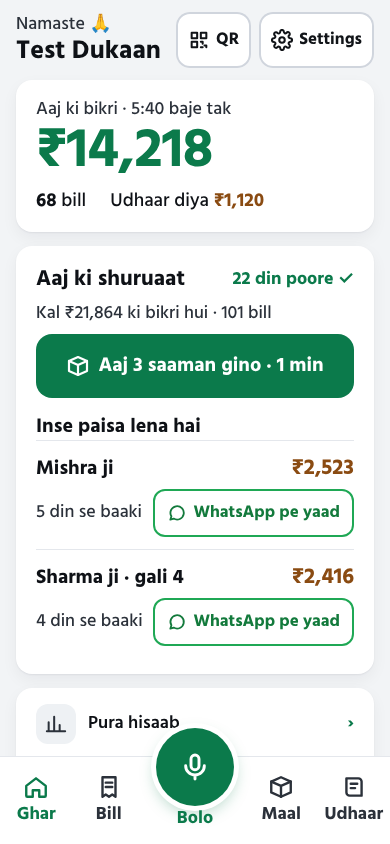 Namaste 🙏
Test Dukaan
QR
Settings
Aaj ki bikri · 5:40 baje tak
₹14,218
68 bill Udhaar diya ₹1,120
Aaj ki shuruaat
22 din poore ✓
Kal ₹21,864 ki bikri hui · 101 bill
Aaj 3 saaman gino · 1 min
Inse paisa lena hai
Mishra ji ₹2,523
5 din se baaki WhatsApp pe yaad
Sharma ji · gali 4 ₹2,416
4 din se baaki WhatsApp pe yaad
Pura hisaab ›
Ghar Bill Bolo Maal Udhaar